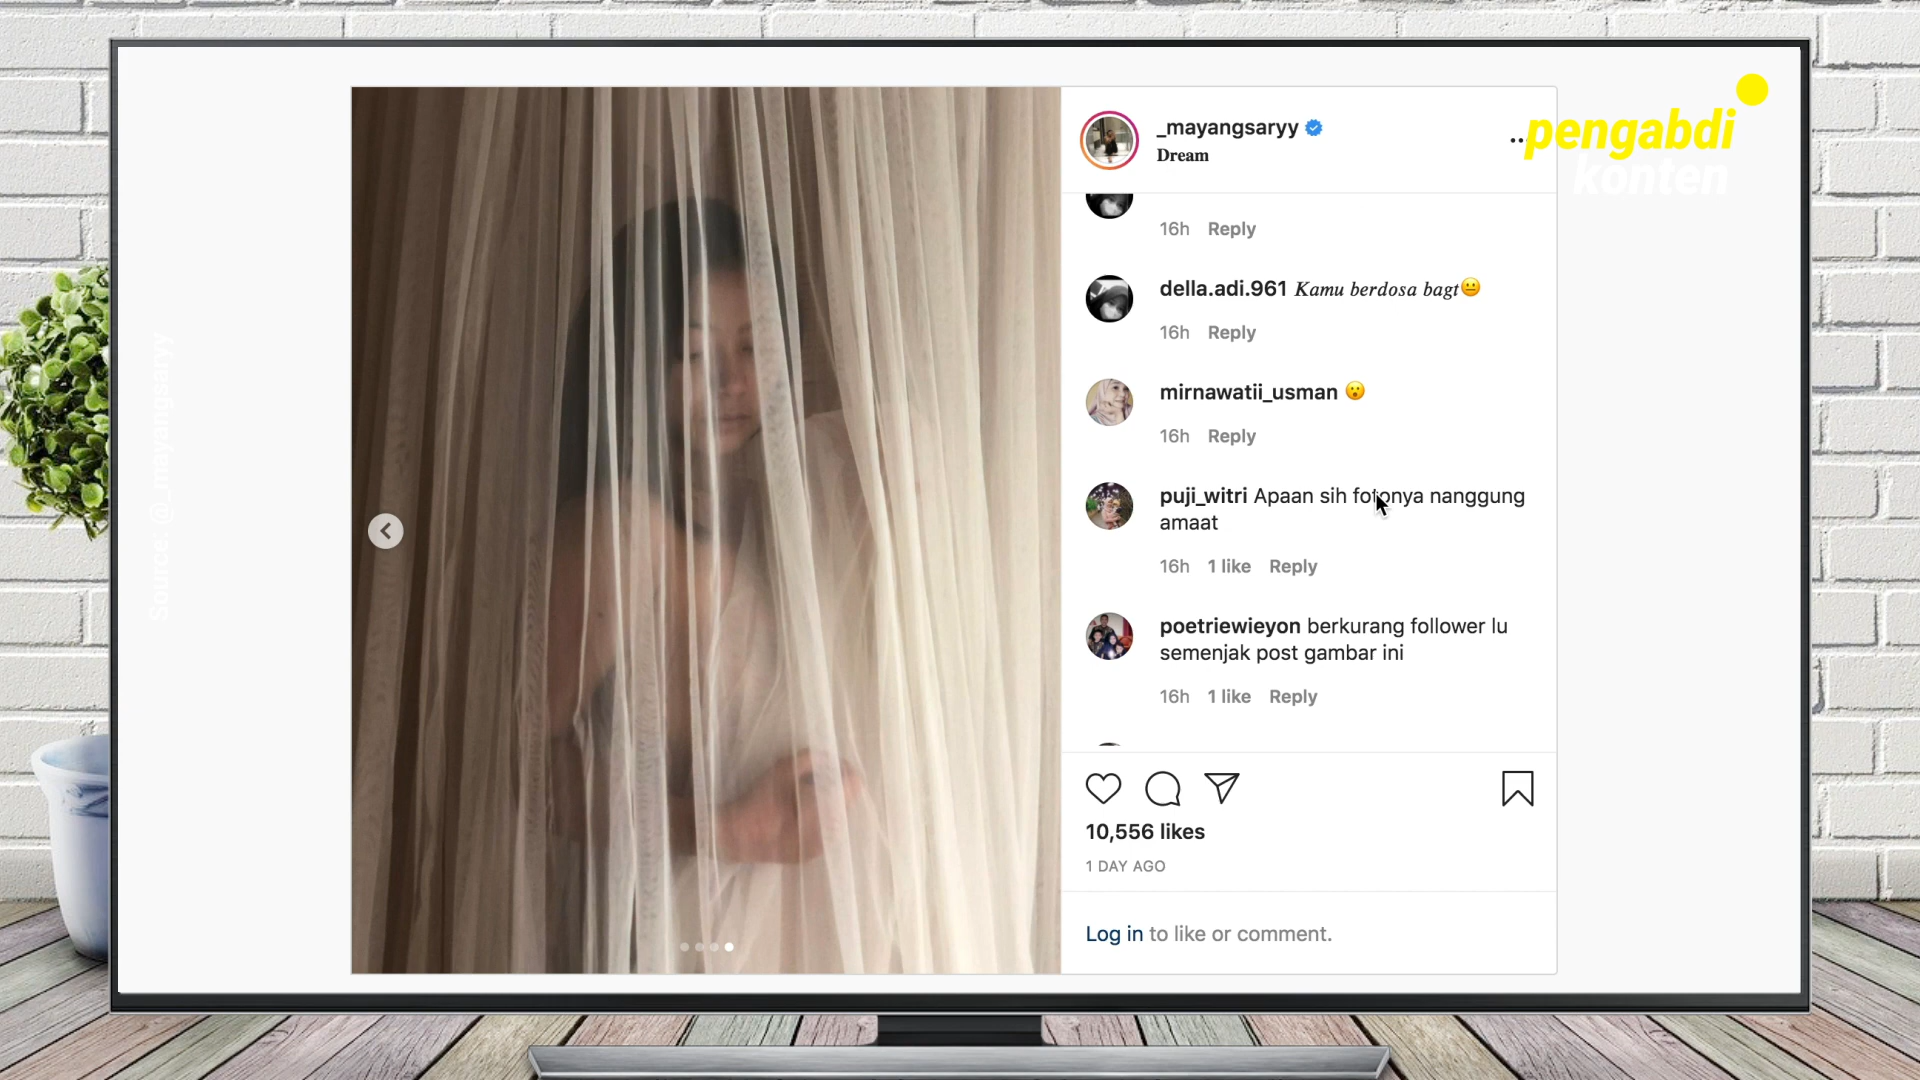 pengabdi
konten
_mayangsaryy
Dream
16h Reply
della.adi.961 Kamu berdosa bagt😐
16h Reply
mirnawatii_usman 😮
16h Reply
puji_witri Apaan sih fotonya nanggung
amaat
16h 1 like Reply
poetriewieyon berkurang follower lu
semenjak post gambar ini
16h 1 like Reply
10,556 likes
1 DAY AGO
Log in to like or comment.
Source: @_mayangsaryy